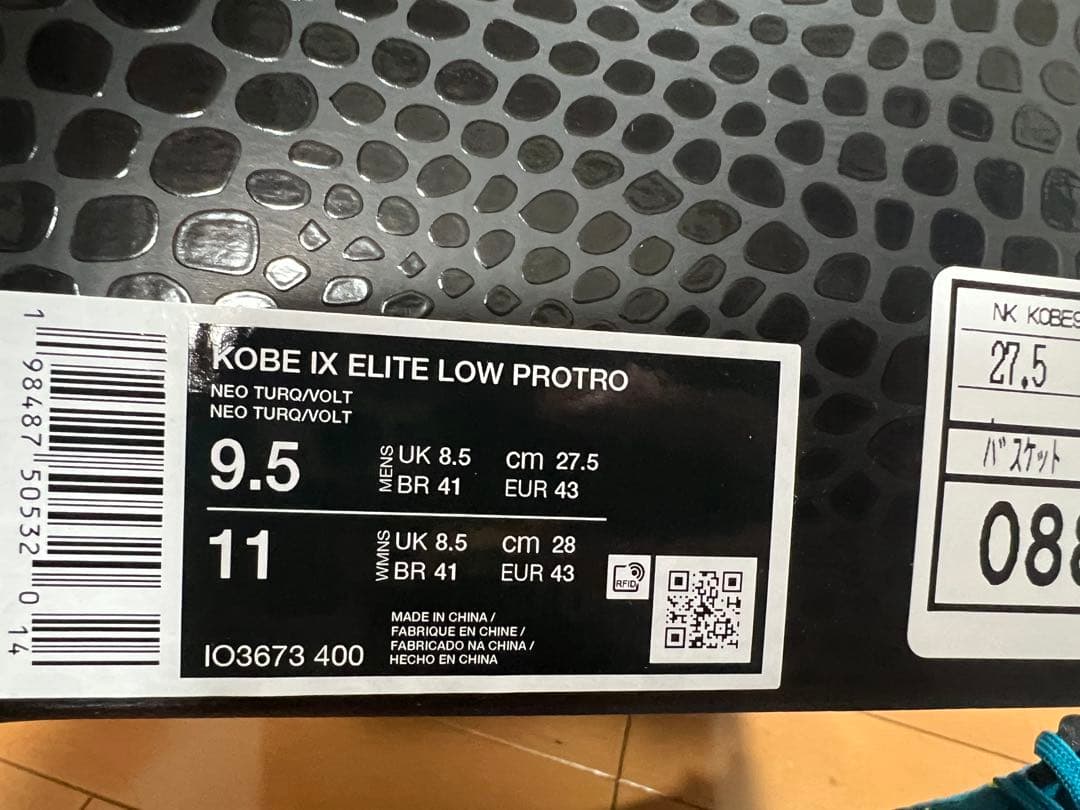 1 98487 50532 0 14
KOBE IX ELITE LOW PROTRO
NEO TURQ/VOLT
NEO TURQ/VOLT
9.5
MENS
UK 8.5 cm 27.5
BR 41 EUR 43
11
WMNS
UK 8.5 cm 28
BR 41 EUR 43
RFID
MADE IN CHINA /
FABRIQUE EN CHINE /
FABRICADO NA CHINA /
HECHO EN CHINA
IO3673 400
NK KOBE9
27.5
バスケット
088